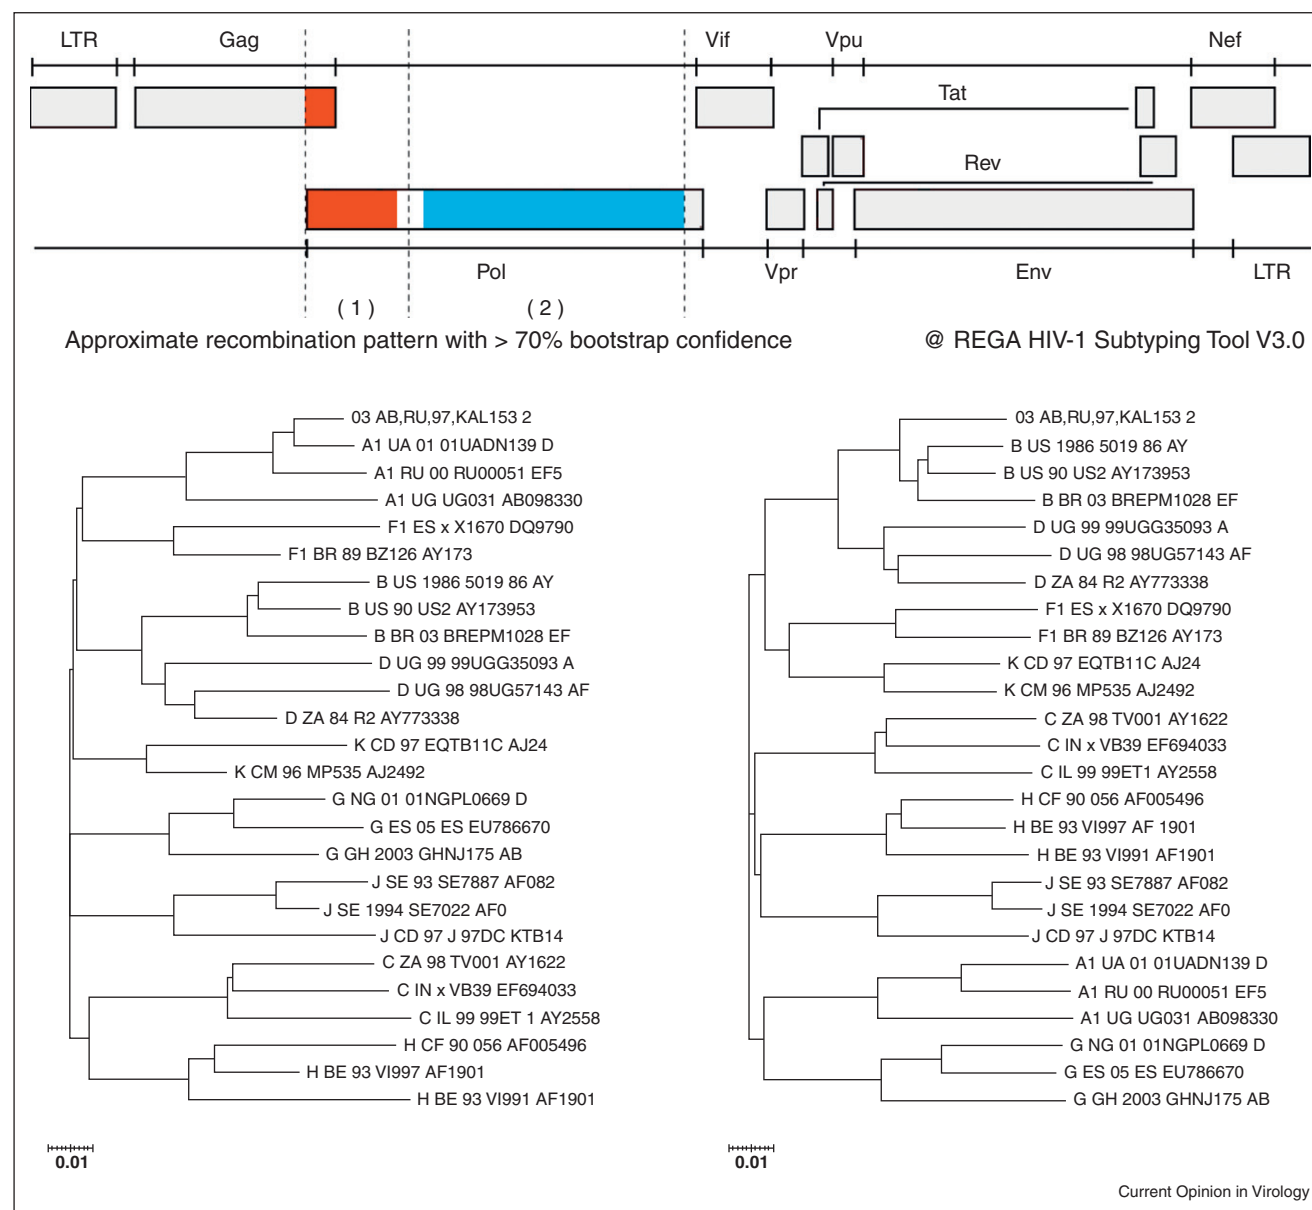 LTR Gag Vif Vpu Nef
Tat
Rev
Pol Vpr Env LTR
( 1 ) ( 2 )
Approximate recombination pattern with > 70% bootstrap confidence @ REGA HIV-1 Subtyping Tool V3.0
03 AB,RU,97,KAL153 2
A1 UA 01 01UADN139 D
A1 RU 00 RU00051 EF5
A1 UG UG031 AB098330
F1 ES x X1670 DQ9790
F1 BR 89 BZ126 AY173
B US 1986 5019 86 AY
B US 90 US2 AY173953
B BR 03 BREPM1028 EF
D UG 99 99UGG35093 A
D UG 98 98UG57143 AF
D ZA 84 R2 AY773338
K CD 97 EQTB11C AJ24
K CM 96 MP535 AJ2492
G NG 01 01NGPL0669 D
G ES 05 ES EU786670
G GH 2003 GHNJ175 AB
J SE 93 SE7887 AF082
J SE 1994 SE7022 AF0
J CD 97 J 97DC KTB14
C ZA 98 TV001 AY1622
C IN x VB39 EF694033
C IL 99 99ET 1 AY2558
H CF 90 056 AF005496
H BE 93 VI997 AF1901
H BE 93 VI991 AF1901
0.01
03 AB,RU,97,KAL153 2
B US 1986 5019 86 AY
B US 90 US2 AY173953
B BR 03 BREPM1028 EF
D UG 99 99UGG35093 A
D UG 98 98UG57143 AF
D ZA 84 R2 AY773338
F1 ES x X1670 DQ9790
F1 BR 89 BZ126 AY173
K CD 97 EQTB11C AJ24
K CM 96 MP535 AJ2492
C ZA 98 TV001 AY1622
C IN x VB39 EF694033
C IL 99 99ET1 AY2558
H CF 90 056 AF005496
H BE 93 VI997 AF 1901
H BE 93 VI991 AF1901
J SE 93 SE7887 AF082
J SE 1994 SE7022 AF0
J CD 97 J 97DC KTB14
A1 UA 01 01UADN139 D
A1 RU 00 RU00051 EF5
A1 UG UG031 AB098330
G NG 01 01NGPL0669 D
G ES 05 ES EU786670
G GH 2003 GHNJ175 AB
0.01
Current Opinion in Virology